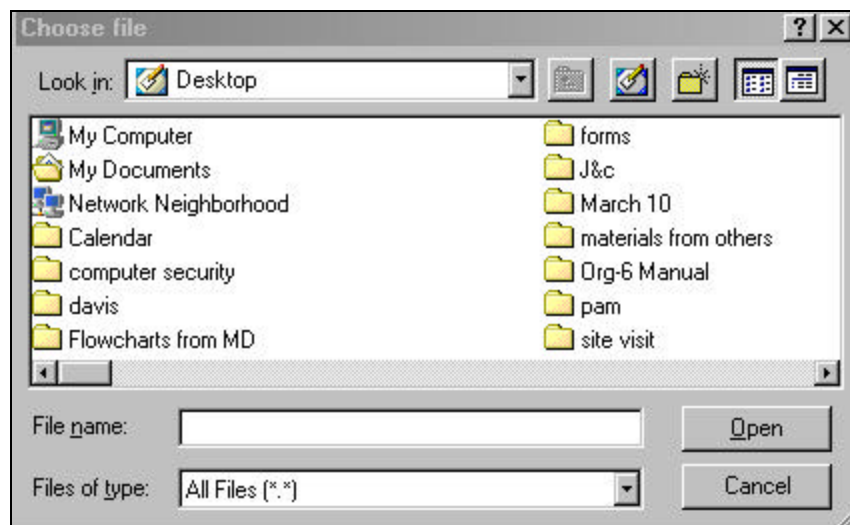 Choose file
Look in: Desktop
My Computer
My Documents
Network Neighborhood
Calendar
computer security
davis
Flowcharts from MD
forms
J&c
March 10
materials from others
Org-6 Manual
pam
site visit
File name:
Open
Files of type: All Files (*.*)
Cancel